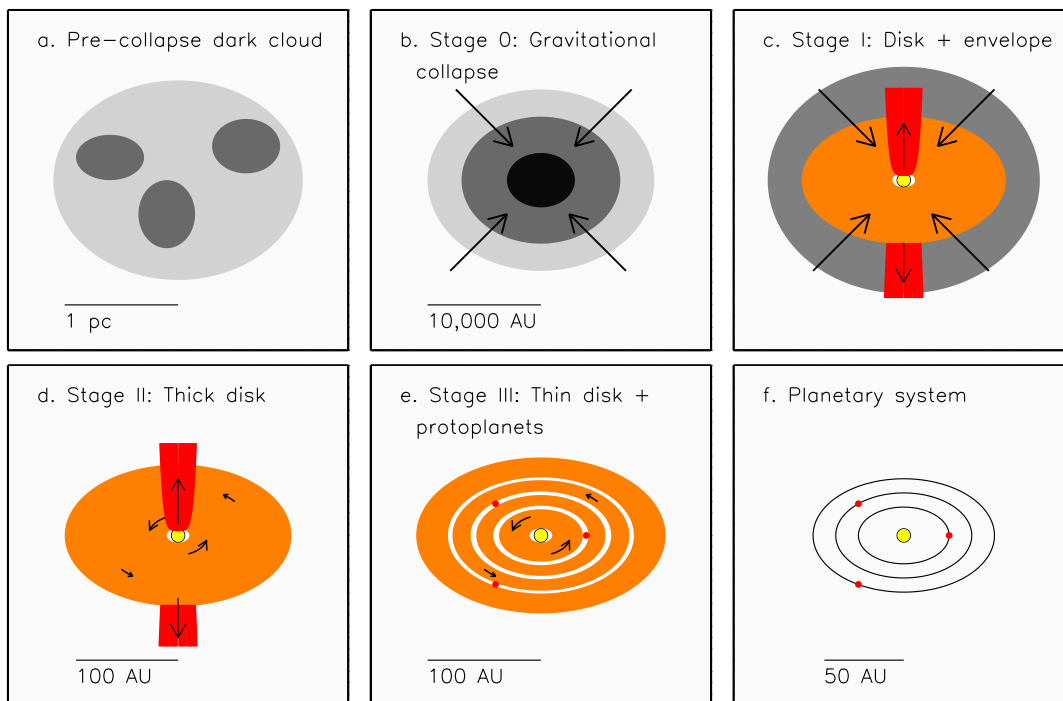 a. Pre-collapse dark cloud
1 pc
b. Stage 0: Gravitational
collapse
10,000 AU
c. Stage I: Disk + envelope
d. Stage II: Thick disk
100 AU
e. Stage III: Thin disk +
protoplanets
100 AU
f. Planetary system
50 AU